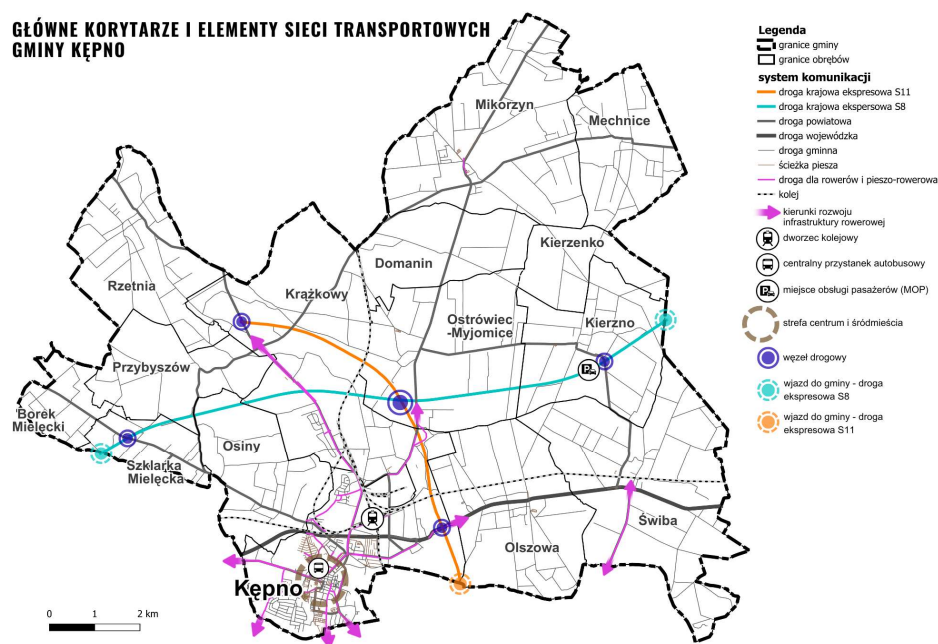 GŁÓWNE KORYTARZE I ELEMENTY SIECI TRANSPORTOWYCH
GMINY KĘPNO
Legenda
granice gminy
granice obrębów
system komunikacji
droga krajowa ekspresowa S11
droga krajowa ekspersowa S8
droga powiatowa
droga wojewódzka
droga gminna
ścieżka piesza
droga dla rowerów i pieszo-rowerowa
kolej
kierunki rozwoju
infrastruktury rowerowej
dworzec kolejowy
centralny przystanek autobusowy
P
miejsce obsługi pasażerów (MOP)
strefa centrum i śródmieścia
węzeł drogowy
wjazd do gminy - droga
ekspresowa S8
wjazd do gminy - droga
ekspresowa S11
Mikorzyn
Mechnice
Kierzenko
Domanin
Rzetnia
Krążkowy
Ostrówiec
-Myjomice
Kierzno
Przybyszów
P
Borek
Mielęcki
Osiny
Szklarka
Mielęcka
Świba
Olszowa
Kępno
0 1 2 km